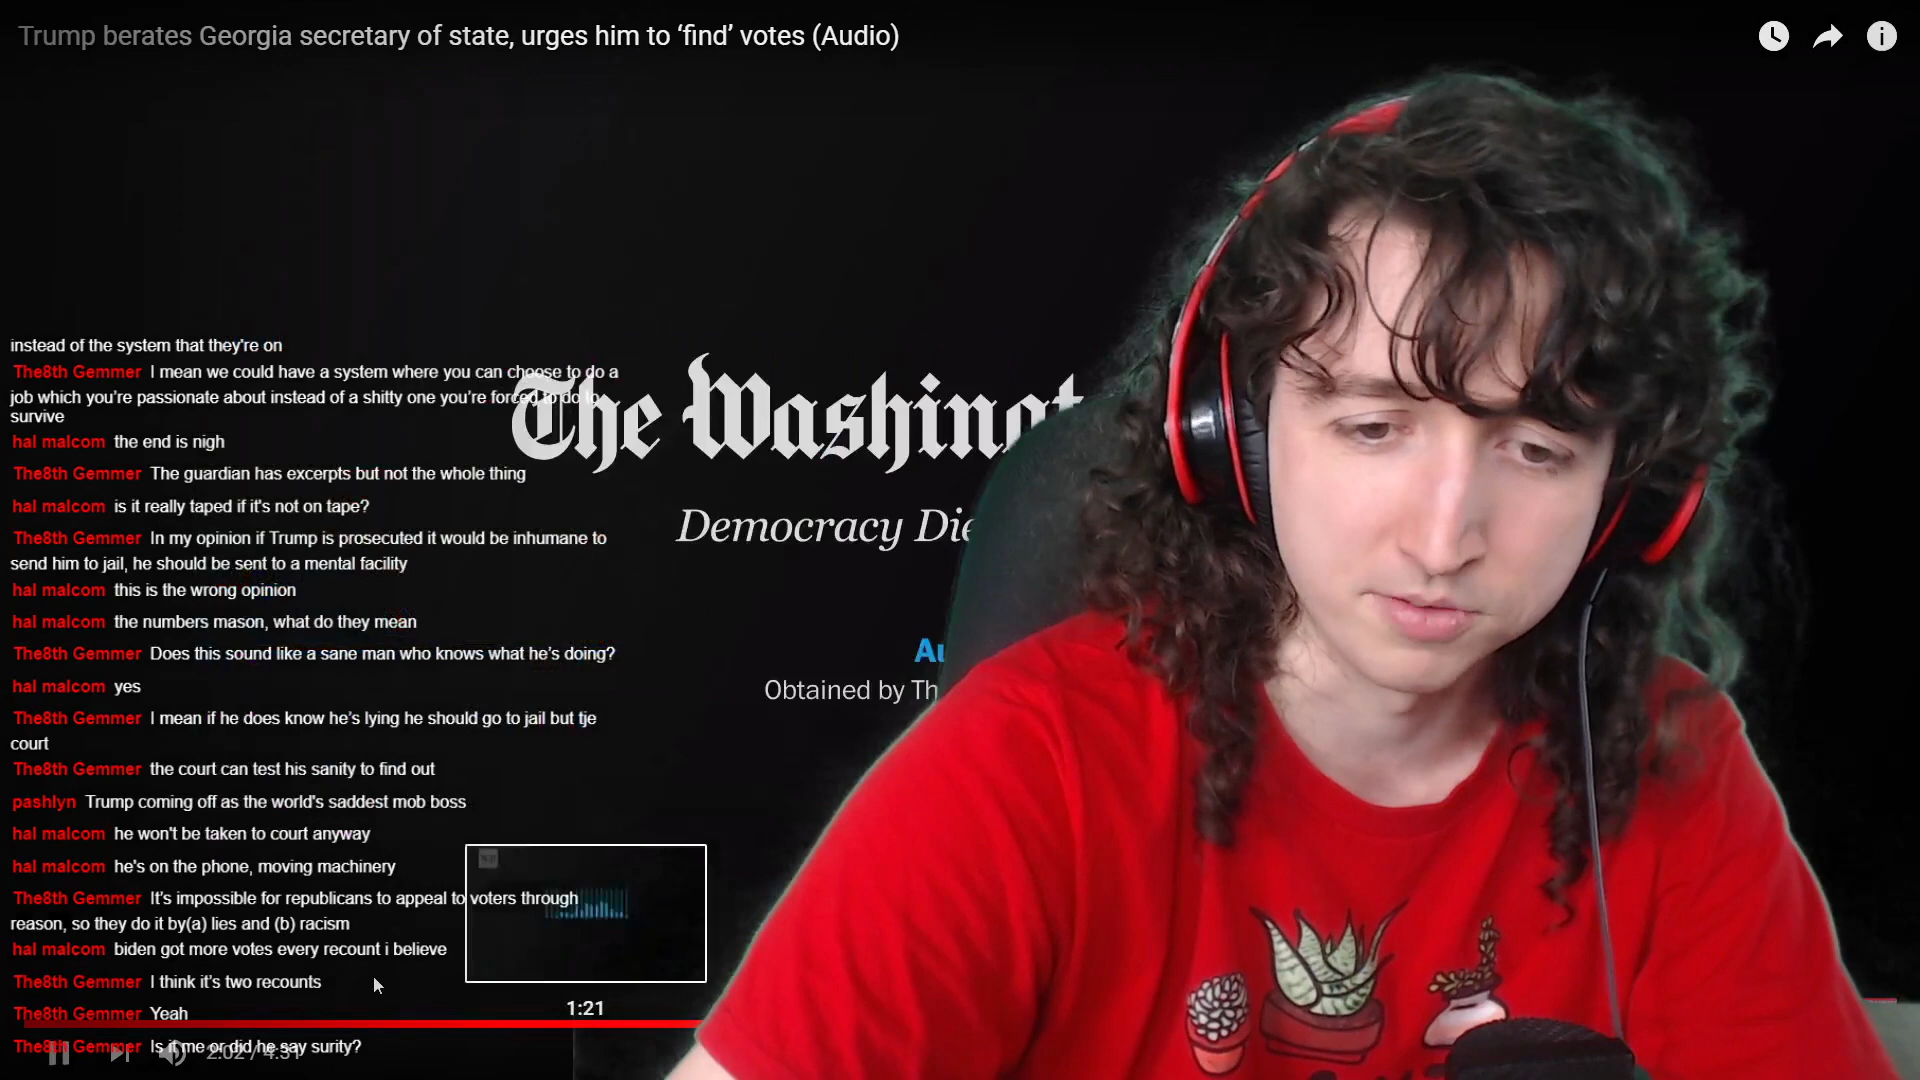 Trump berates Georgia secretary of state, urges him to ‘find’ votes (Audio)
instead of the system that they're on
The8th Gemmer I mean we could have a system where you can choose to do a
job which you’re passionate about instead of a shitty one you’re forced to do to
survive
hal malcom the end is nigh
The8th Gemmer The guardian has excerpts but not the whole thing
hal malcom is it really taped if it's not on tape?
The8th Gemmer In my opinion if Trump is prosecuted it would be inhumane to
send him to jail, he should be sent to a mental facility
hal malcom this is the wrong opinion
hal malcom the numbers mason, what do they mean
The8th Gemmer Does this sound like a sane man who knows what he’s doing?
hal malcom yes
The8th Gemmer I mean if he does know he’s lying he should go to jail but tje
court
The8th Gemmer the court can test his sanity to find out
pashlyn Trump coming off as the world's saddest mob boss
hal malcom he won't be taken to court anyway
hal malcom he's on the phone, moving machinery
The8th Gemmer It’s impossible for republicans to appeal to voters through
reason, so they do it by(a) lies and (b) racism
hal malcom biden got more votes every recount i believe
The8th Gemmer I think it’s two recounts
The8th Gemmer Yeah
The8th Gemmer Is it me or did he say surity?
The Washingt
Democracy Die
Au
Obtained by Th
1:21
2:02 / 4:31